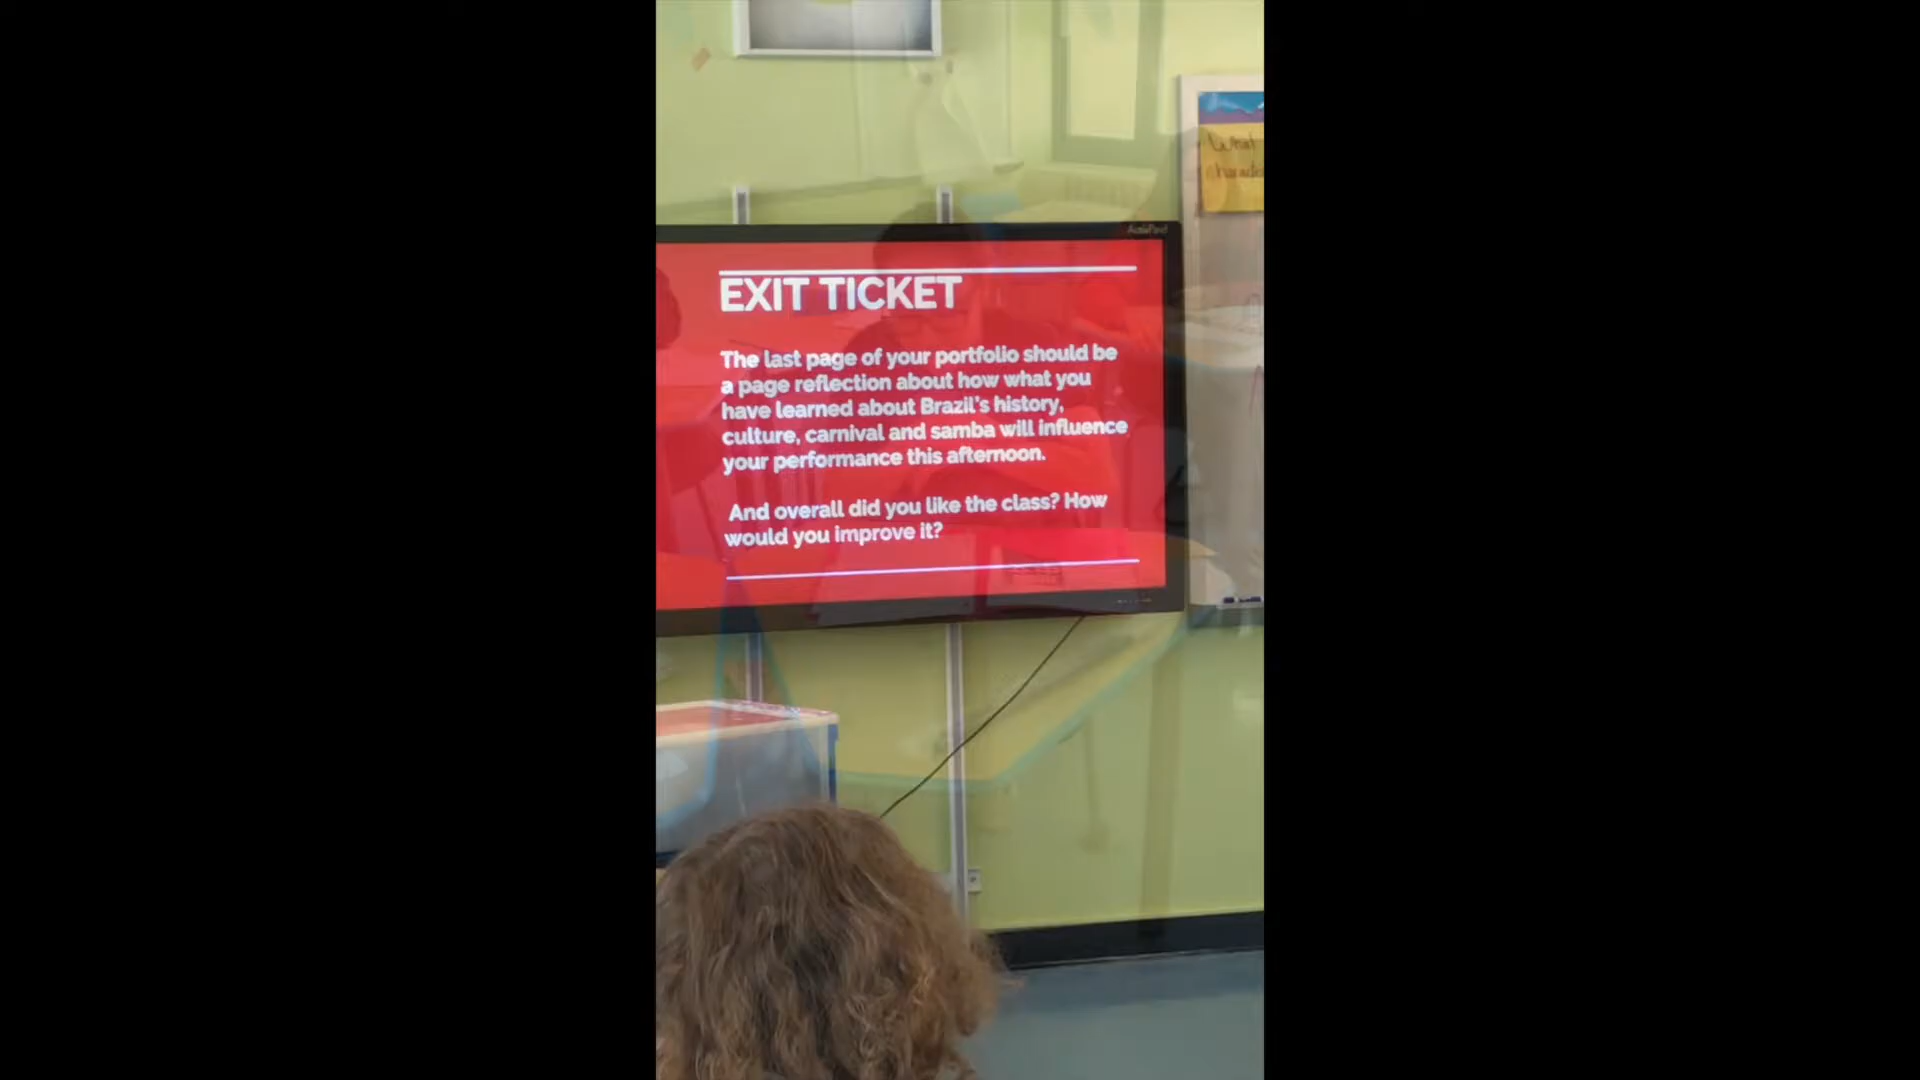 ActivPanel
What
EXIT TICKET
The last page of your portfolio should be
a page reflection about how what you
have learned about Brazil's history,
culture, carnival and samba will influence
your performance this afternoon.
And overall did you like the class? How
would you improve it?